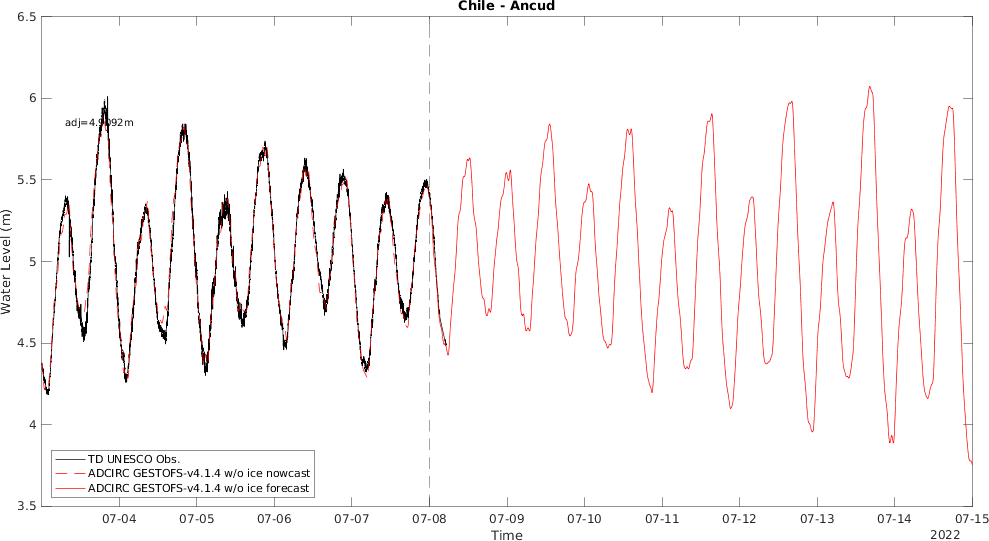 Chile - Ancud
6.5
6
5.5
5
4.5
4
3.5
Water Level (m)
adj=4.9092m
TD UNESCO Obs.
ADCIRC GESTOFS-v4.1.4 w/o ice nowcast
ADCIRC GESTOFS-v4.1.4 w/o ice forecast
07-04 07-05 07-06 07-07 07-08 07-09 07-10 07-11 07-12 07-13 07-14 07-15
Time
2022